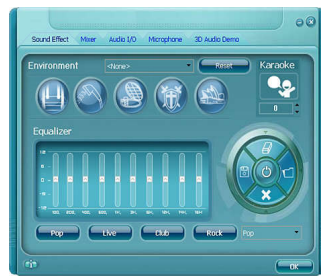 Sound Effect Mixer Audio I/O Microphone 3D Audio Demo
Environment <None> Reset Karaoke
0
Equalizer
Pop Live Club Rock Pop
OK